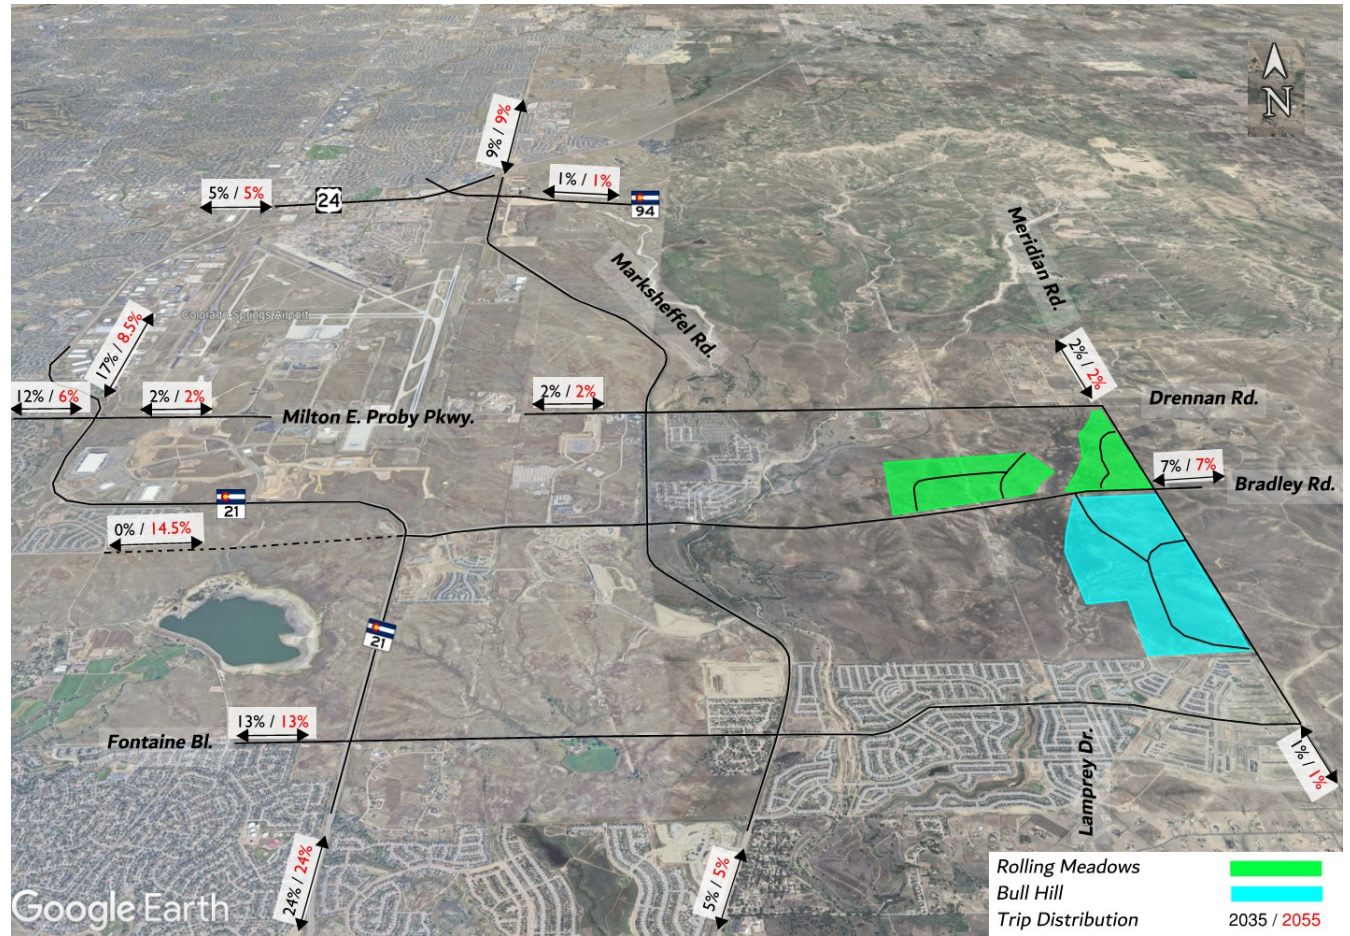 N
9% / 9%
5% / 5%
24
1% / 1%
94
Meridian Rd.
Marksheffel Rd.
Colorado Springs Airport
17% / 8.5%
2% / 2%
12% / 6%
2% / 2%
2% / 2%
Drennan Rd.
Milton E. Proby Pkwy.
7% / 7%
Bradley Rd.
21
0% / 14.5%
21
13% / 13%
Fontaine Bl.
Lamprey Dr.
1% / 1%
24% / 24%
5% / 5%
Rolling Meadows
Bull Hill
Trip Distribution 2035 / 2055
Google Earth